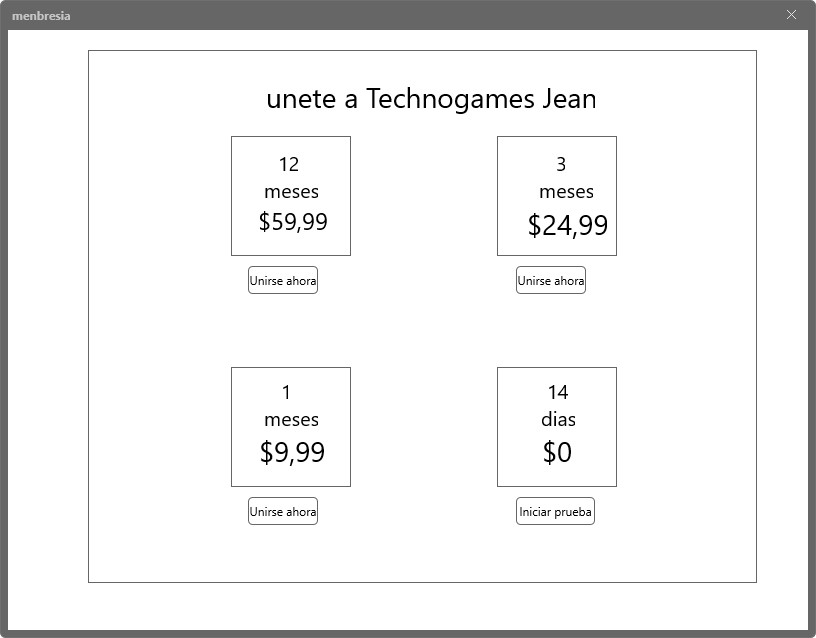 menbresia
unete a Technogames Jean
12
meses
$59,99
Unirse ahora
3
meses
$24,99
Unirse ahora
1
meses
$9,99
Unirse ahora
14
dias
$0
Iniciar prueba